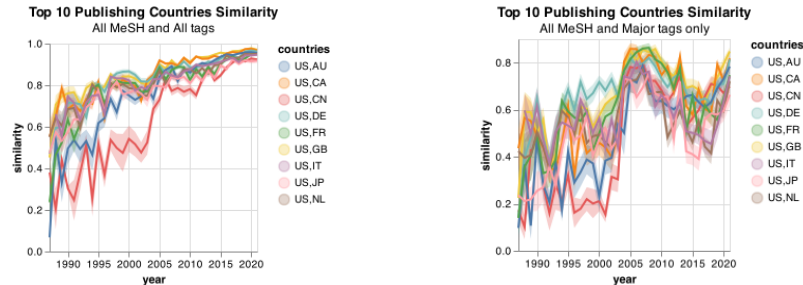 Top 10 Publishing Countries Similarity
All MeSH and All tags
countries
US,AU
US,CA
US,CN
US,DE
US,FR
US,GB
US,IT
US,JP
US,NL
similarity
1.0
0.8
0.6
0.4
0.2
0.0
1990 1995 2000 2005 2010 2015 2020
year
Top 10 Publishing Countries Similarity
All MeSH and Major tags only
countries
US,AU
US,CA
US,CN
US,DE
US,FR
US,GB
US,IT
US,JP
US,NL
similarity
0.8
0.6
0.4
0.2
0.0
1990 1995 2000 2005 2010 2015 2020
year